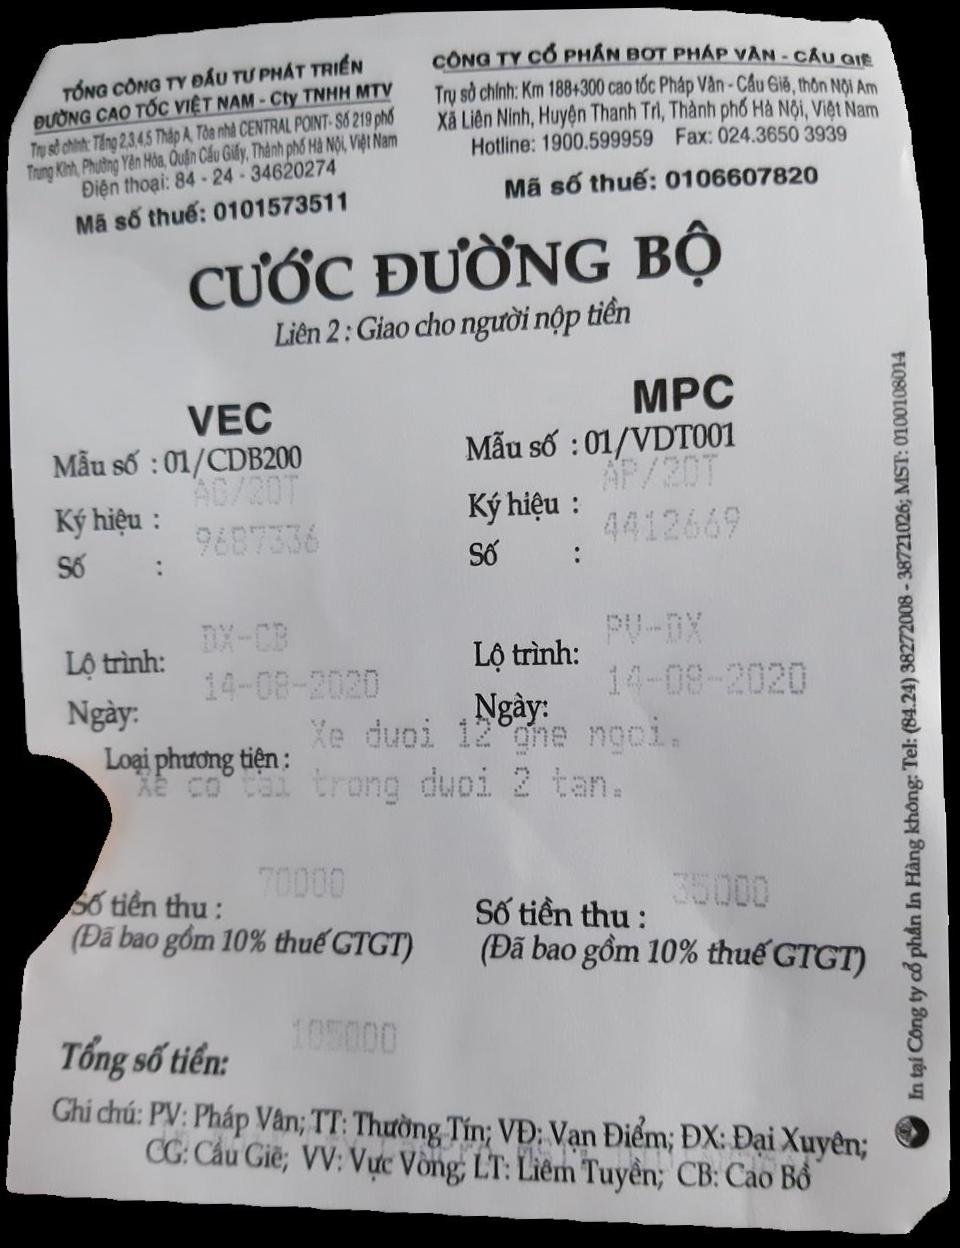 TỔNG CÔNG TY ĐẦU TƯ PHÁT TRIỂN
ĐƯỜNG CAO TỐC VIỆT NAM - Cty TNHH MTV
Trụ sở chính: Tầng 2,3,4,5 Tháp A, Tòa nhà CENTRAL POINT- Số 219 phố
Trung Kính, Phường Yên Hòa, Quận Cầu Giấy, Thành phố Hà Nội, Việt Nam
Điện thoại: 84 - 24 - 34620274
Mã số thuế: 0101573511
CÔNG TY CỔ PHẦN BOT PHÁP VÂN - CẦU GIẼ
Trụ sở chính: Km 188+300 cao tốc Pháp Vân - Cầu Giẽ, thôn Nội Am
Xã Liên Ninh, Huyện Thanh Trì, Thành phố Hà Nội, Việt Nam
Hotline: 1900.599959 Fax: 024.3650 3939
Mã số thuế: 0106607820
CƯỚC ĐƯỜNG BỘ
Liên 2 : Giao cho người nộp tiền
VEC
Mẫu số : 01/CDB200
AG/20T
Ký hiệu :
9687336
Số :
DX-CB
Lộ trình:
14-08-2020
Ngày:
MPC
Mẫu số : 01/VDT001
AP/20T
Ký hiệu :
4412669
Số :
PV-DX
Lộ trình:
14-08-2020
Ngày:
Xe duoi 12 ghe ngoi.
Loại phương tiện :
Xe co tai trong duoi 2 tan.
70000
Số tiền thu :
(Đã bao gồm 10% thuế GTGT)
35000
Số tiền thu :
(Đã bao gồm 10% thuế GTGT)
105000
Tổng số tiền:
Ghi chú: PV: Pháp Vân; TT: Thường Tín; VĐ: Vạn Điểm; ĐX: Đại Xuyên;
CG: Cầu Giẽ; VV: Vực Vòng; LT: Liêm Tuyền; CB: Cao Bồ
In tại Công ty cổ phần In Hàng không: Tel: (84.24) 38272008 - 38721026; MST: 0100108014